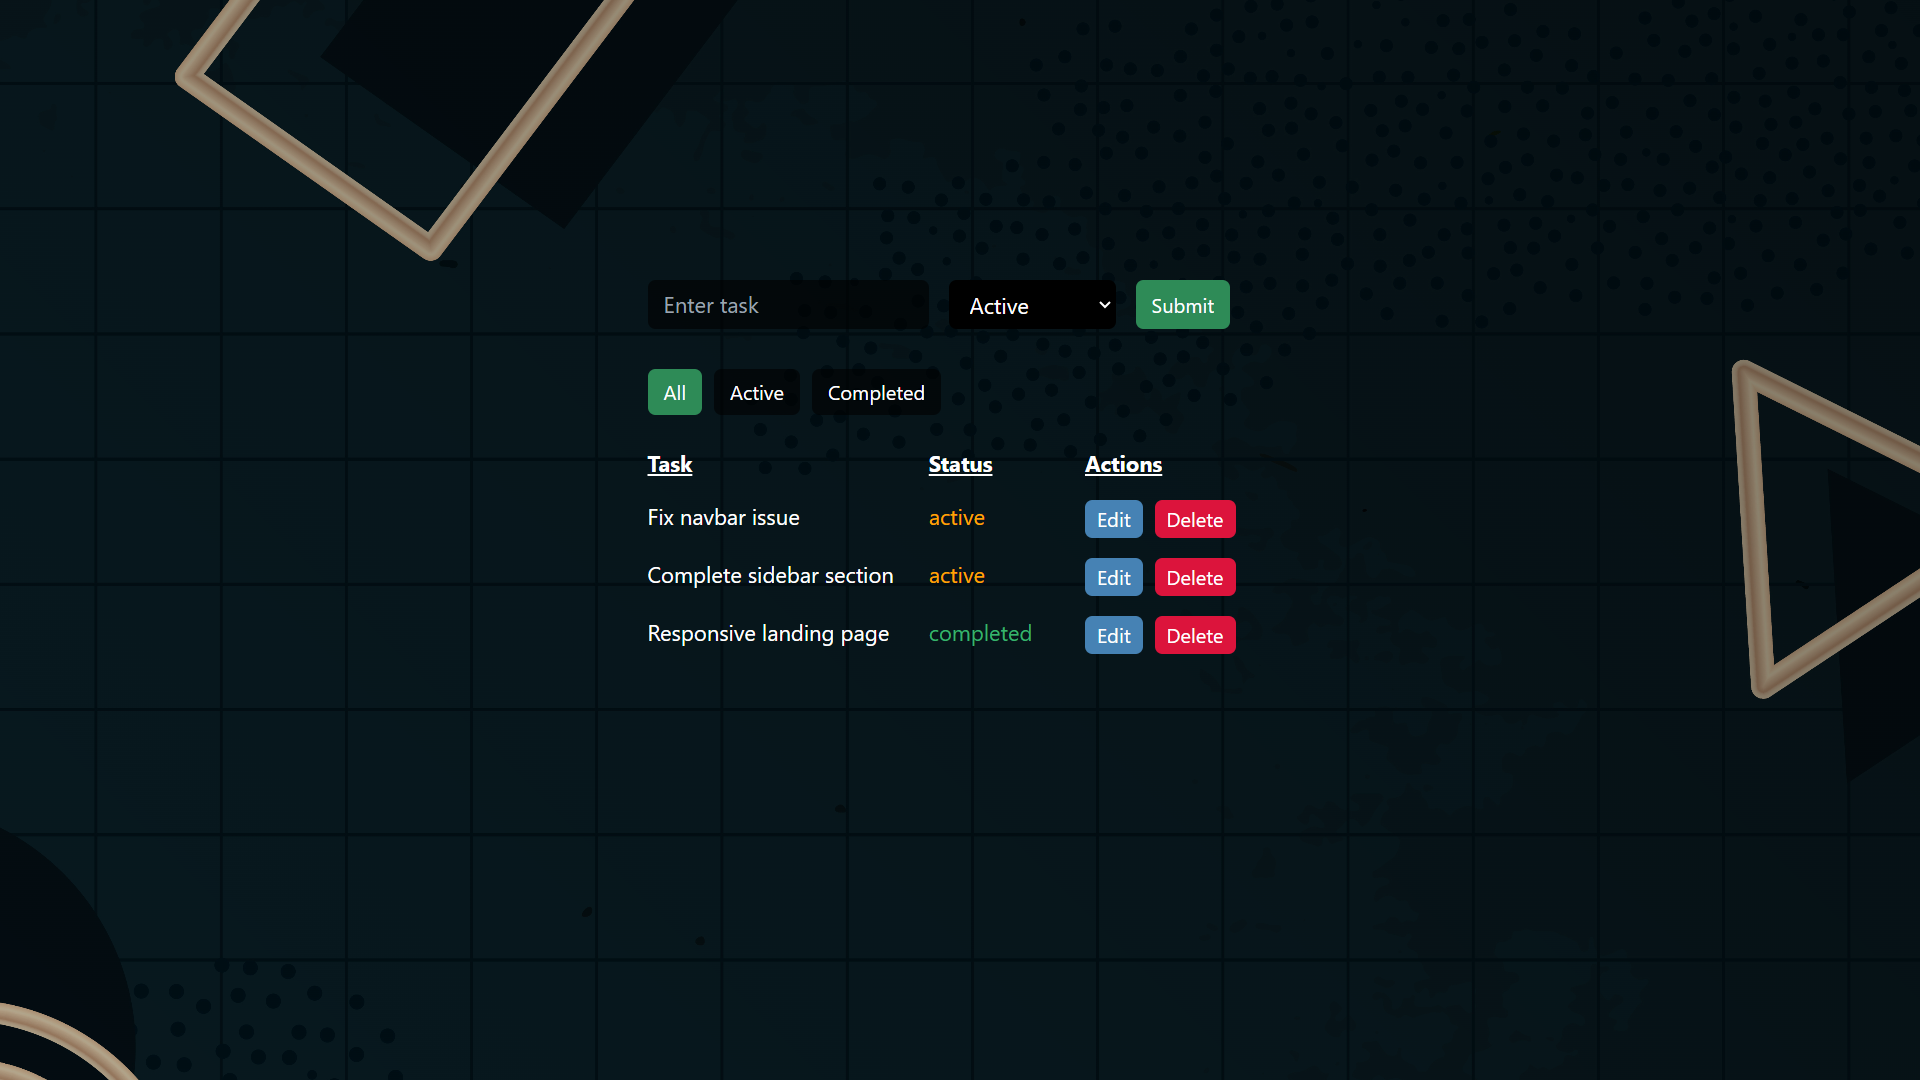 Enter task Active Submit
All Active Completed
Task Status Actions
Fix navbar issue active Edit Delete
Complete sidebar section active Edit Delete
Responsive landing page completed Edit Delete